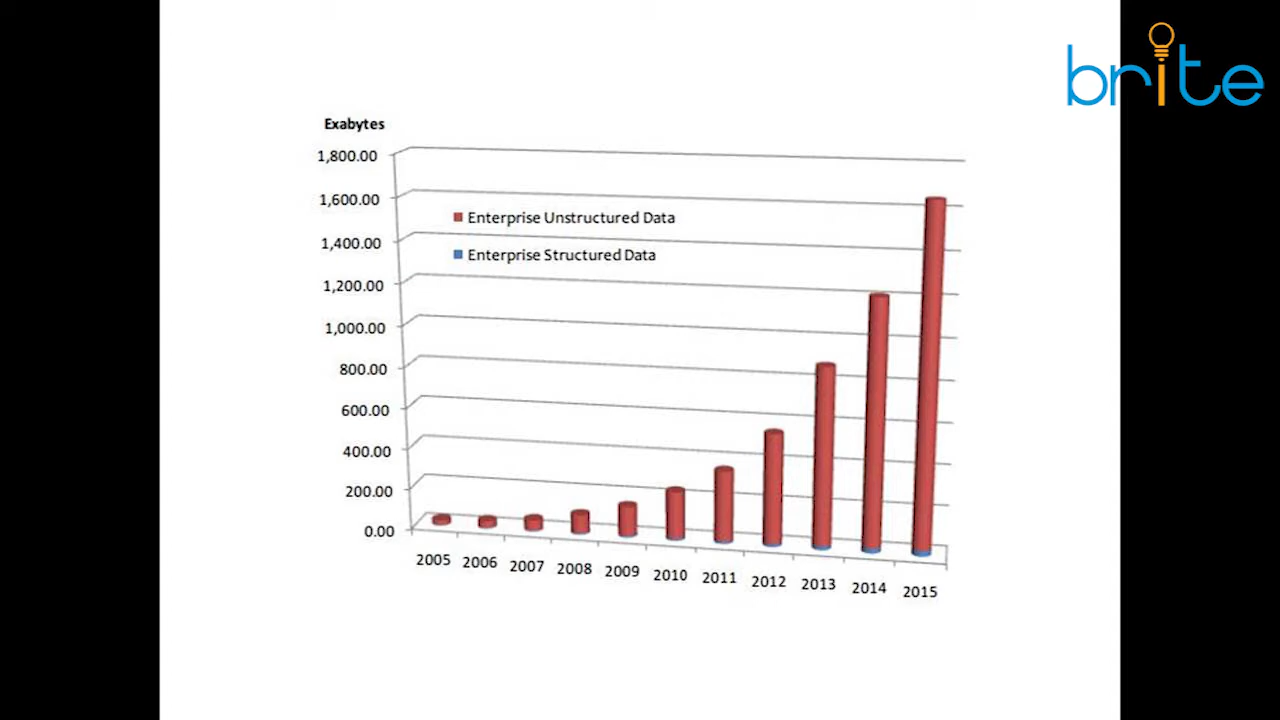 brite
Exabytes
1,800.00
1,600.00
1,400.00
1,200.00
1,000.00
800.00
600.00
400.00
200.00
0.00
Enterprise Unstructured Data
Enterprise Structured Data
2005 2006 2007 2008 2009 2010 2011 2012 2013 2014 2015